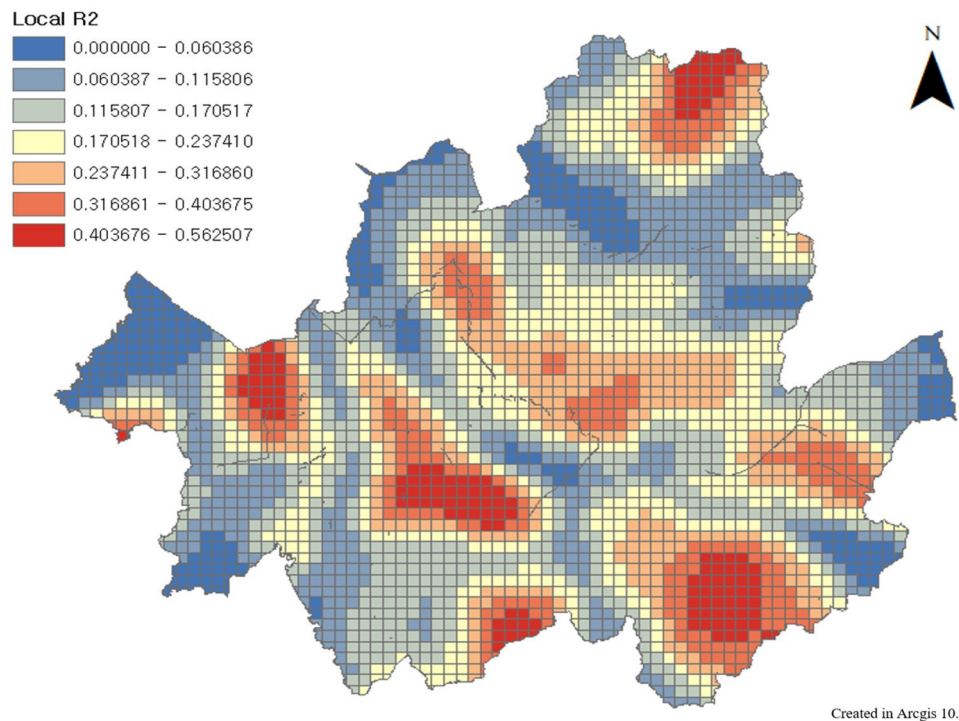 Local R2
0.000000 - 0.060386
0.060387 - 0.115806
0.115807 - 0.170517
0.170518 - 0.237410
0.237411 - 0.316860
0.316861 - 0.403675
0.403676 - 0.562507
N
Created in Arcgis 10.